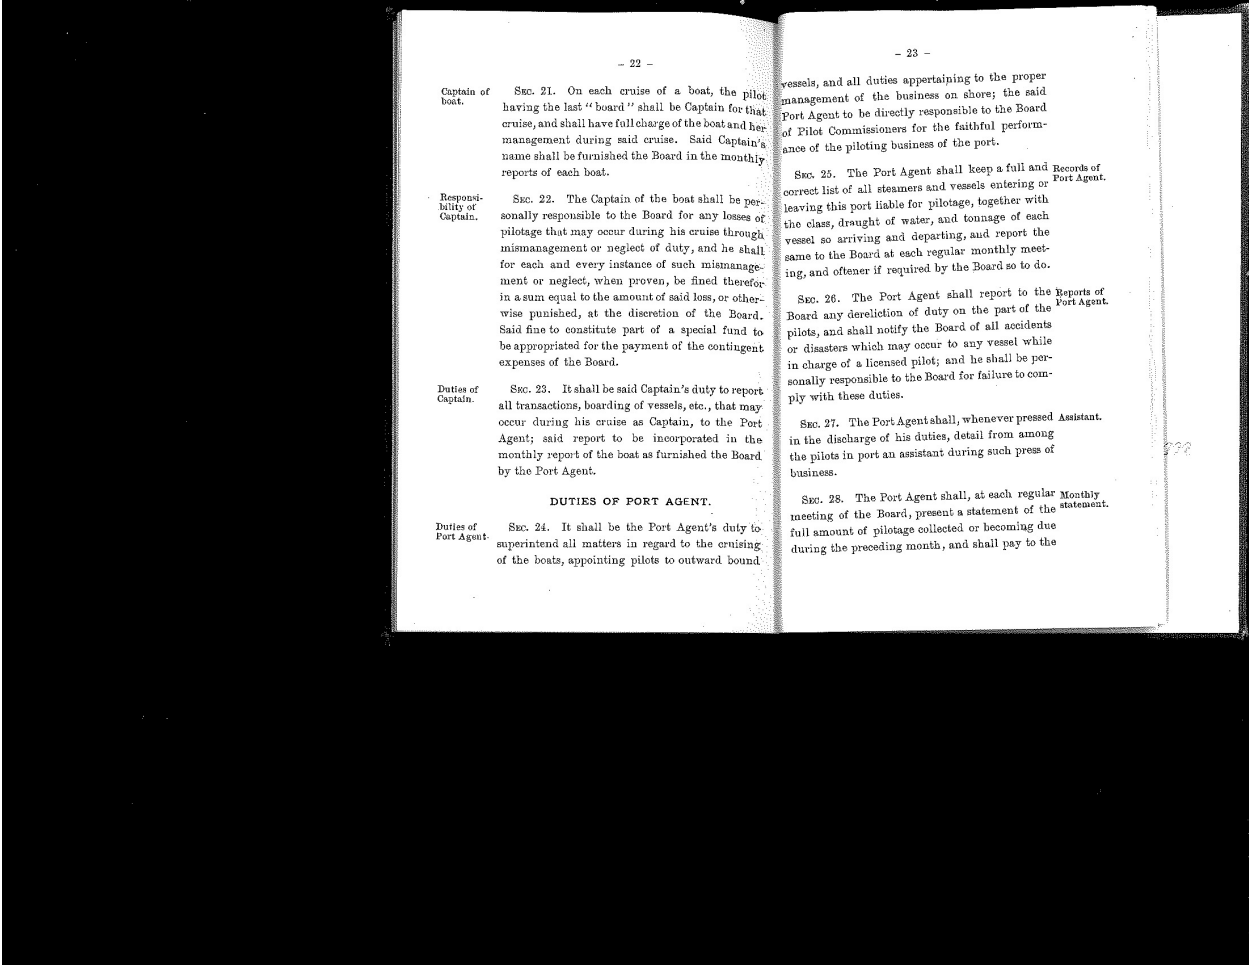 – 22 –
Captain of
boat.
SEC. 21. On each cruise of a boat, the pilot
having the last "board" shall be Captain for that
cruise, and shall have full charge of the boat and her
management during said cruise. Said Captain's
name shall be furnished the Board in the monthly
reports of each boat.
Responsi-
bility of
Captain.
SEC. 22. The Captain of the boat shall be per-
sonally responsible to the Board for any losses of
pilotage that may occur during his cruise through
mismanagement or neglect of duty, and he shall
for each and every instance of such mismanage-
ment or neglect, when proven, be fined therefor
in a sum equal to the amount of said loss, or other-
wise punished, at the discretion of the Board.
Said fine to constitute part of a special fund to
be appropriated for the payment of the contingent
expenses of the Board.
Duties of
Captain.
SEC. 23. It shall be said Captain's duty to report
all transactions, boarding of vessels, etc., that may
occur during his cruise as Captain, to the Port
Agent; said report to be incorporated in the
monthly report of the boat as furnished the Board
by the Port Agent.
DUTIES OF PORT AGENT.
Duties of
Port Agent.
SEC. 24. It shall be the Port Agent's duty to
superintend all matters in regard to the cruising
of the boats, appointing pilots to outward bound
– 23 –
vessels, and all duties appertaining to the proper
management of the business on shore; the said
Port Agent to be directly responsible to the Board
of Pilot Commissioners for the faithful perform-
ance of the piloting business of the port.
Records of
Port Agent.
SEC. 25. The Port Agent shall keep a full and
correct list of all steamers and vessels entering or
leaving this port liable for pilotage, together with
the class, draught of water, and tonnage of each
vessel so arriving and departing, and report the
same to the Board at each regular monthly meet-
ing, and oftener if required by the Board so to do.
Reports of
Port Agent.
SEC. 26. The Port Agent shall report to the
Board any dereliction of duty on the part of the
pilots, and shall notify the Board of all accidents
or disasters which may occur to any vessel while
in charge of a licensed pilot; and he shall be per-
sonally responsible to the Board for failure to com-
ply with these duties.
Assistant.
SEC. 27. The Port Agent shall, whenever pressed
in the discharge of his duties, detail from among
the pilots in port an assistant during such press of
business.
Monthly
statement.
SEC. 28. The Port Agent shall, at each regular
meeting of the Board, present a statement of the
full amount of pilotage collected or becoming due
during the preceding month, and shall pay to the